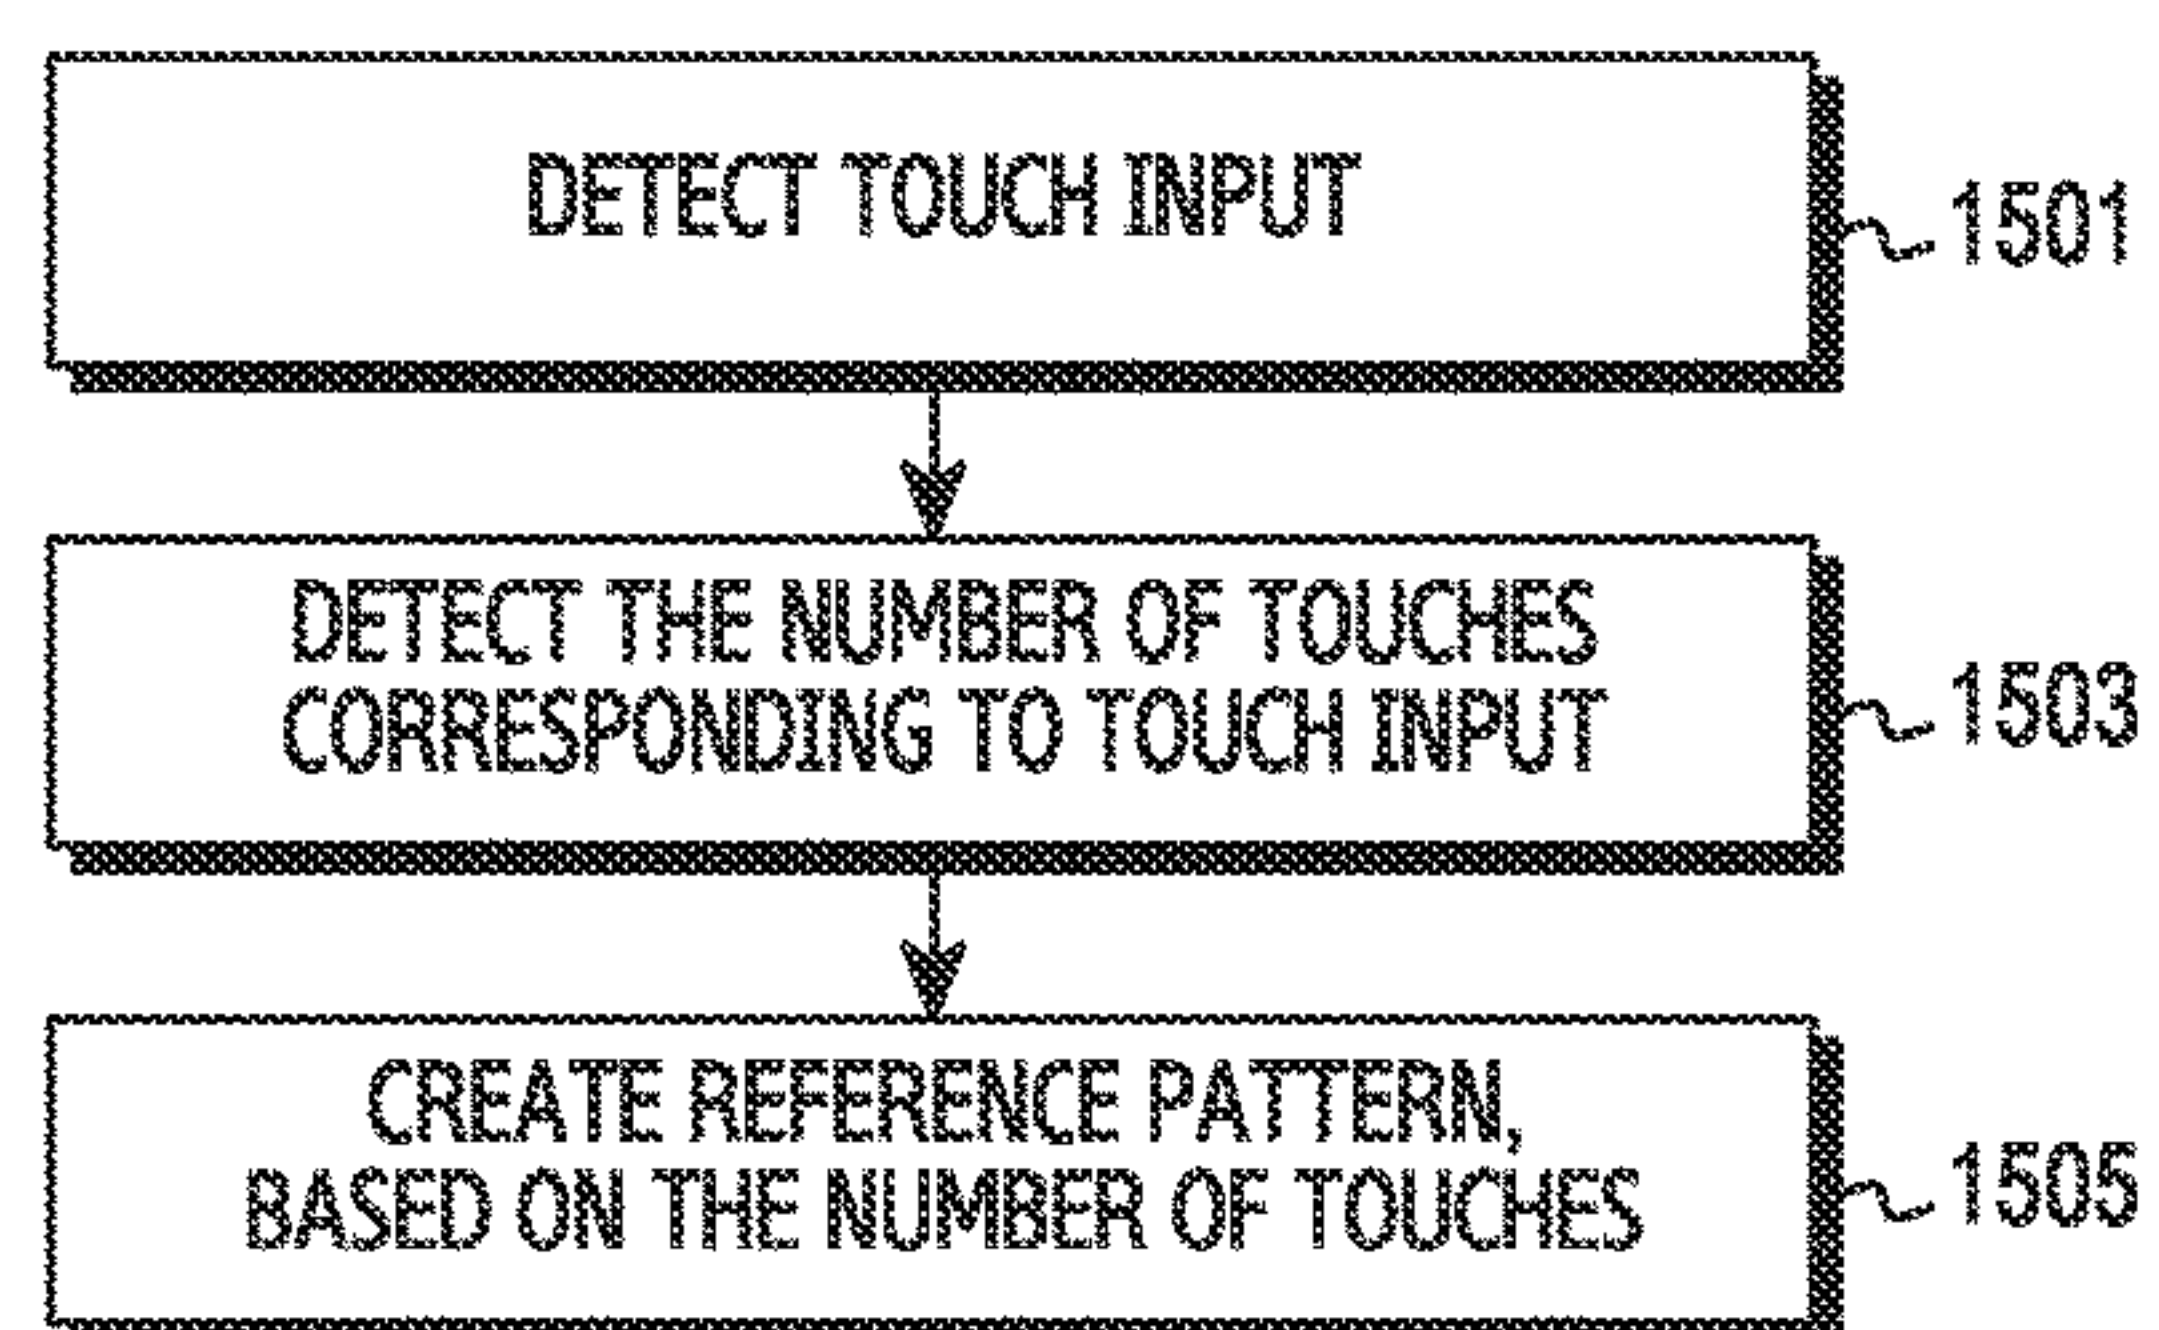 DETECT TOUCH INPUT
1501
DETECT THE NUMBER OF TOUCHES
CORRESPONDING TO TOUCH INPUT
1503
CREATE REFERENCE PATTERN,
BASED ON THE NUMBER OF TOUCHES
1505